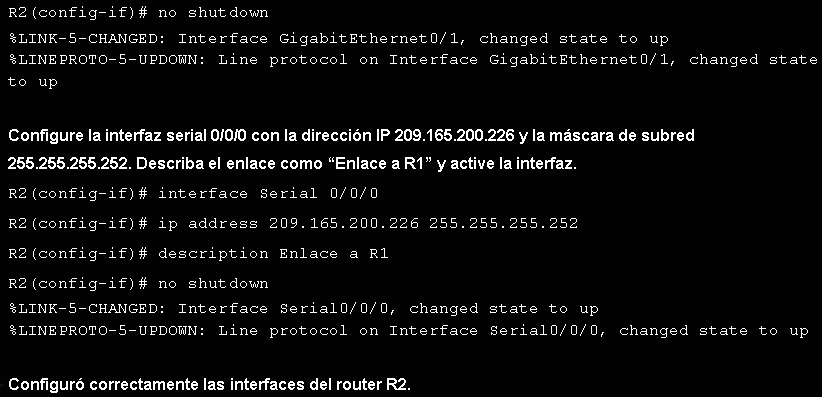 R2(config-if)# no shutdown
%LINK-5-CHANGED: Interface GigabitEthernet0/1, changed state to up
%LINEPROTO-5-UPDOWN: Line protocol on Interface GigabitEthernet0/1, changed state
to up
Configure la interfaz serial 0/0/0 con la dirección IP 209.165.200.226 y la máscara de subred
255.255.255.252. Describa el enlace como “Enlace a R1” y active la interfaz.
R2(config-if)# interface Serial 0/0/0
R2(config-if)# ip address 209.165.200.226 255.255.255.252
R2(config-if)# description Enlace a R1
R2(config-if)# no shutdown
%LINK-5-CHANGED: Interface Serial0/0/0, changed state to up
%LINEPROTO-5-UPDOWN: Line protocol on Interface Serial0/0/0, changed state to up
Configuró correctamente las interfaces del router R2.